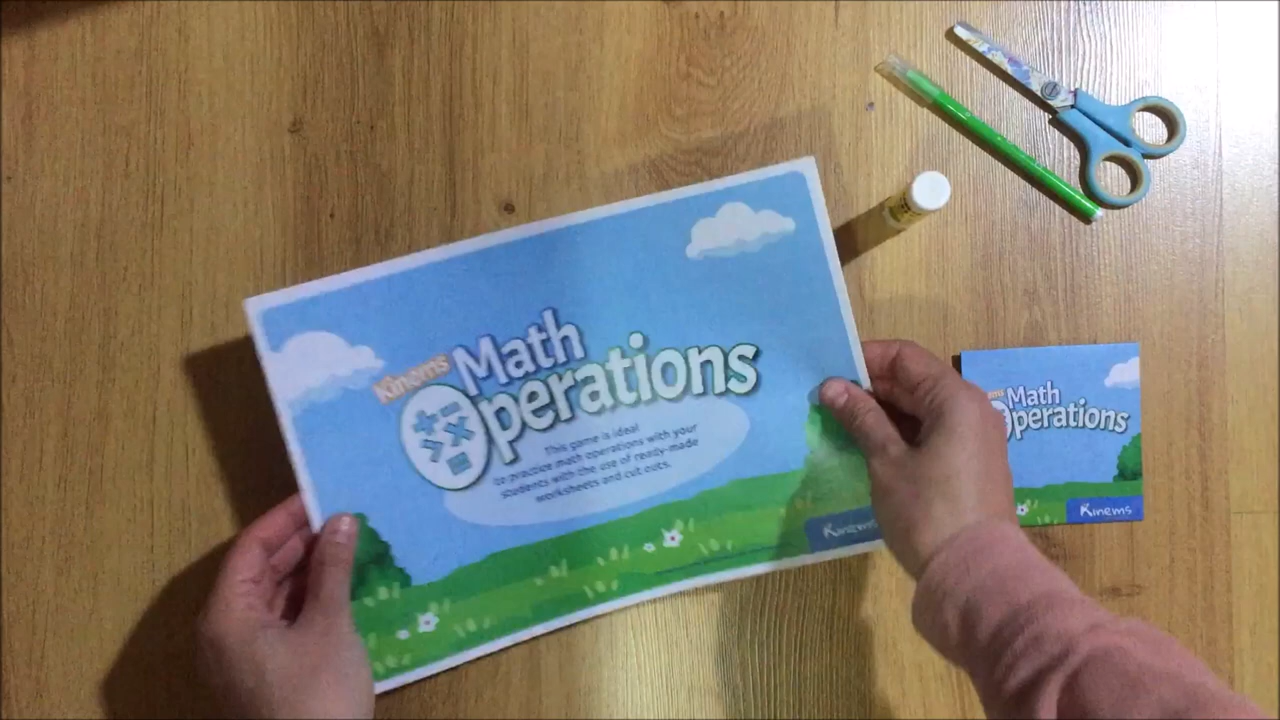 Kinems
Math
Operations
This game is ideal
to practice math operations with your
students with the use of ready-made
worksheets and cut outs.
Kinems
Math
Operations
Kinems